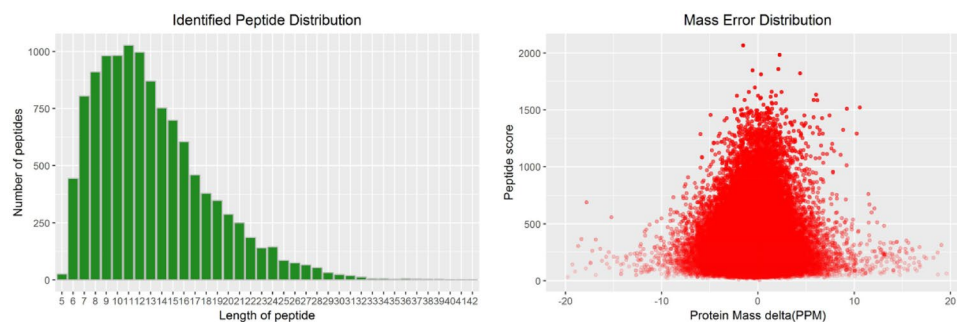 Identified Peptide Distribution
1000
750
500
250
0
Number of peptides
5 6 7 8 9 10 11 12 13 14 15 16 17 18 19 20 21 22 23 24 25 26 27 28 29 30 31 32 33 34 35 36 37 38 39 40 41 42
Length of peptide
Mass Error Distribution
2000
1500
1000
500
0
Peptide score
-20 -10 0 10 20
Protein Mass delta(PPM)